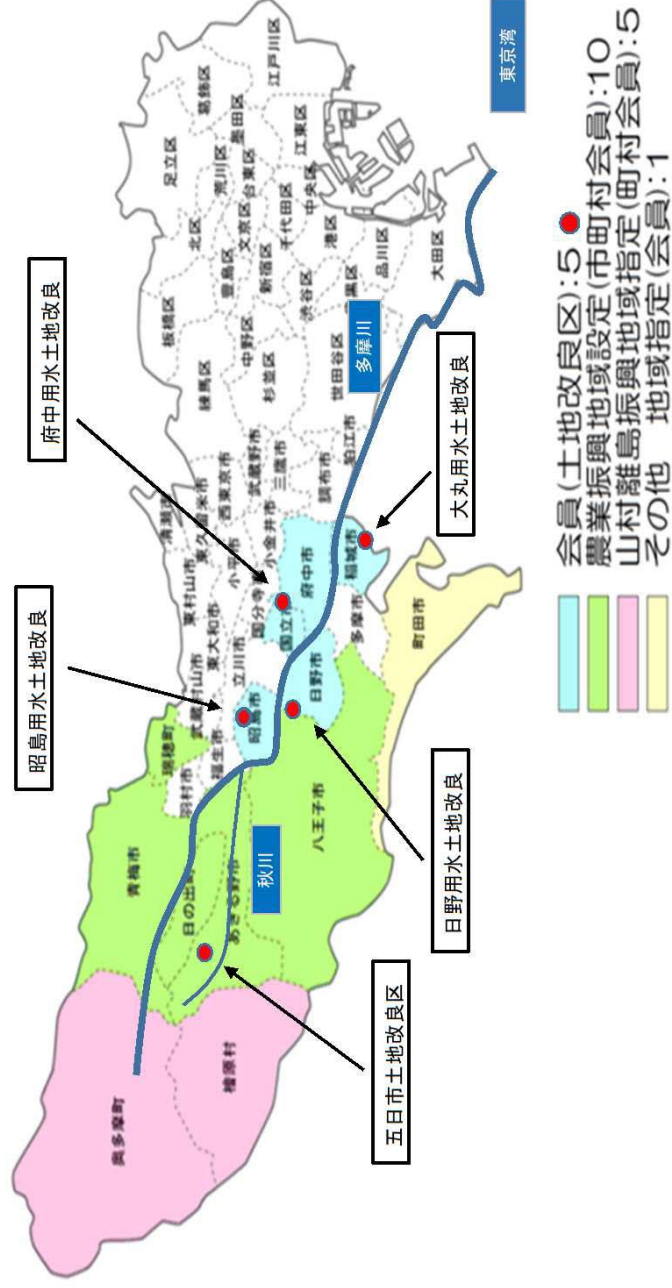 府中用水土地改良
昭島用水土地改良
大丸用水土地改良
日野用水土地改良
五日市土地改良区
多摩川
秋川
東京湾
奥多摩町
檜原村
青梅市
日の出町
あきる野市
八王子市
瑞穂町
羽村市
福生市
武蔵村山市
昭島市
立川市
東大和市
東村山市
日野市
国立市
国分寺市
小平市
小金井市
府中市
多摩市
稲城市
町田市
清瀬市
東久留米市
西東京市
武蔵野市
三鷹市
調布市
狛江市
練馬区
杉並区
世田谷区
板橋区
中野区
豊島区
新宿区
渋谷区
目黒区
北区
文京区
千代田区
港区
品川区
大田区
荒川区
台東区
中央区
足立区
墨田区
江東区
葛飾区
江戸川区
会員(土地改良区):5
農業振興地域設定(市町村会員):10
山村離島振興地域指定(町村会員):5
その他 地域指定(会員):1